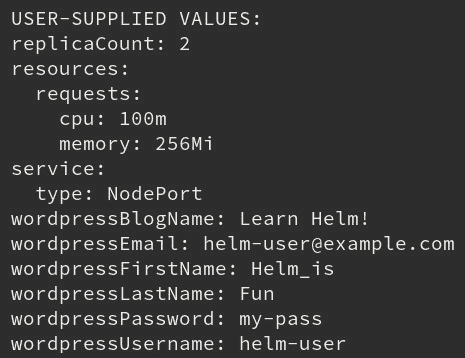 USER-SUPPLIED VALUES:
replicaCount: 2
resources:
  requests:
    cpu: 100m
    memory: 256Mi
service:
  type: NodePort
wordpressBlogName: Learn Helm!
wordpressEmail: helm-user@example.com
wordpressFirstName: Helm_is
wordpressLastName: Fun
wordpressPassword: my-pass
wordpressUsername: helm-user